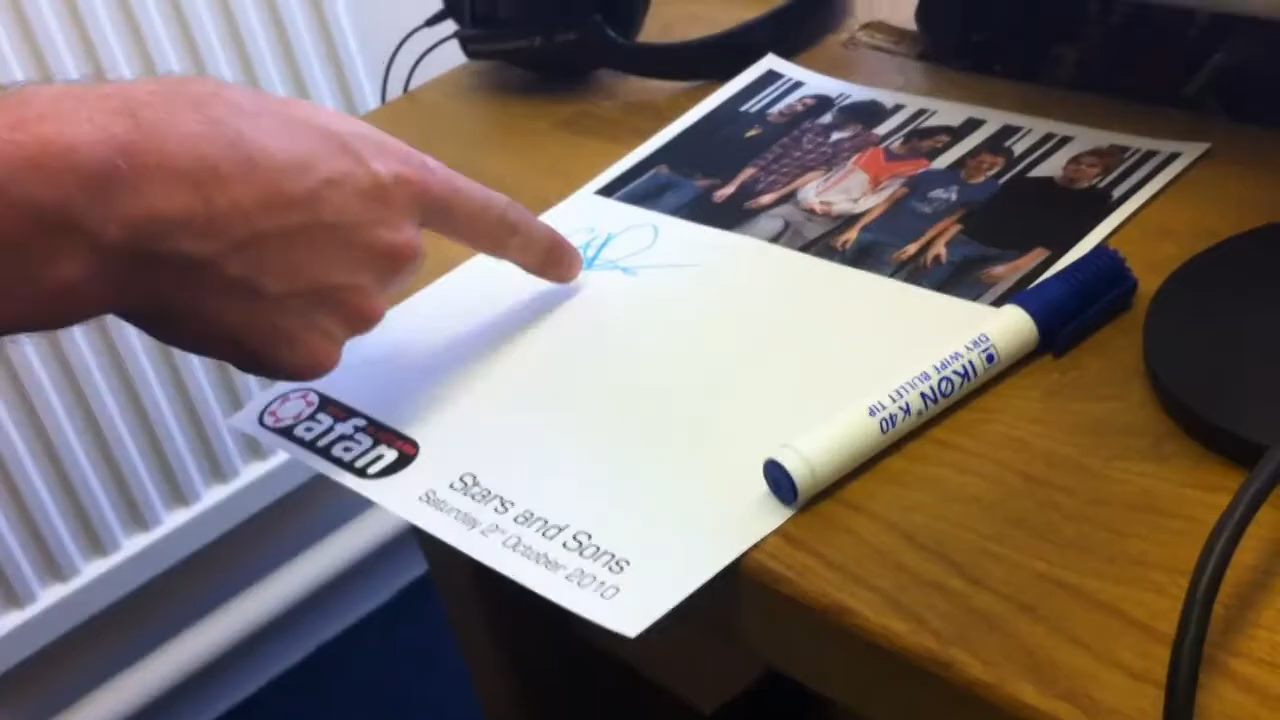 afan
Stars and Sons
Saturday 2nd October 2010
IKON K40
DRY WIPE BULLET TIP